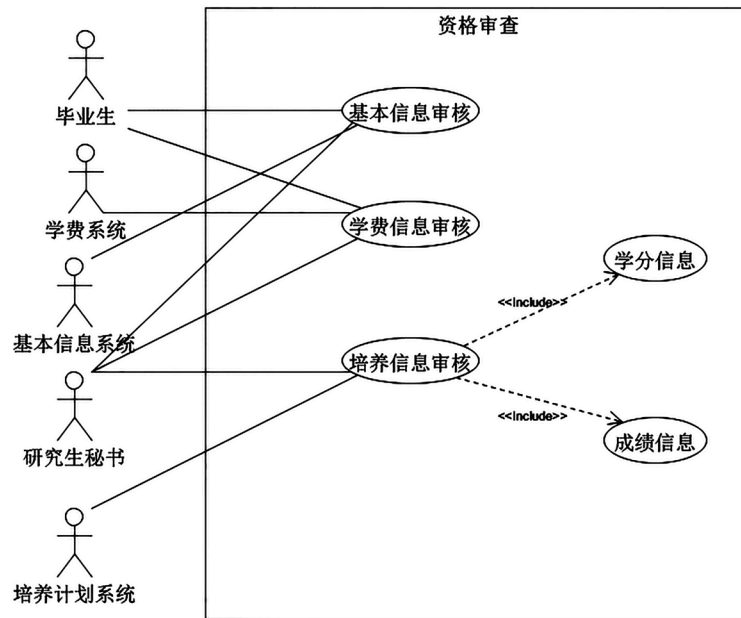 资格审查
毕业生
基本信息审核
学费系统
学费信息审核
学分信息
<<Include>>
基本信息系统
培养信息审核
<<Include>>
成绩信息
研究生秘书
培养计划系统